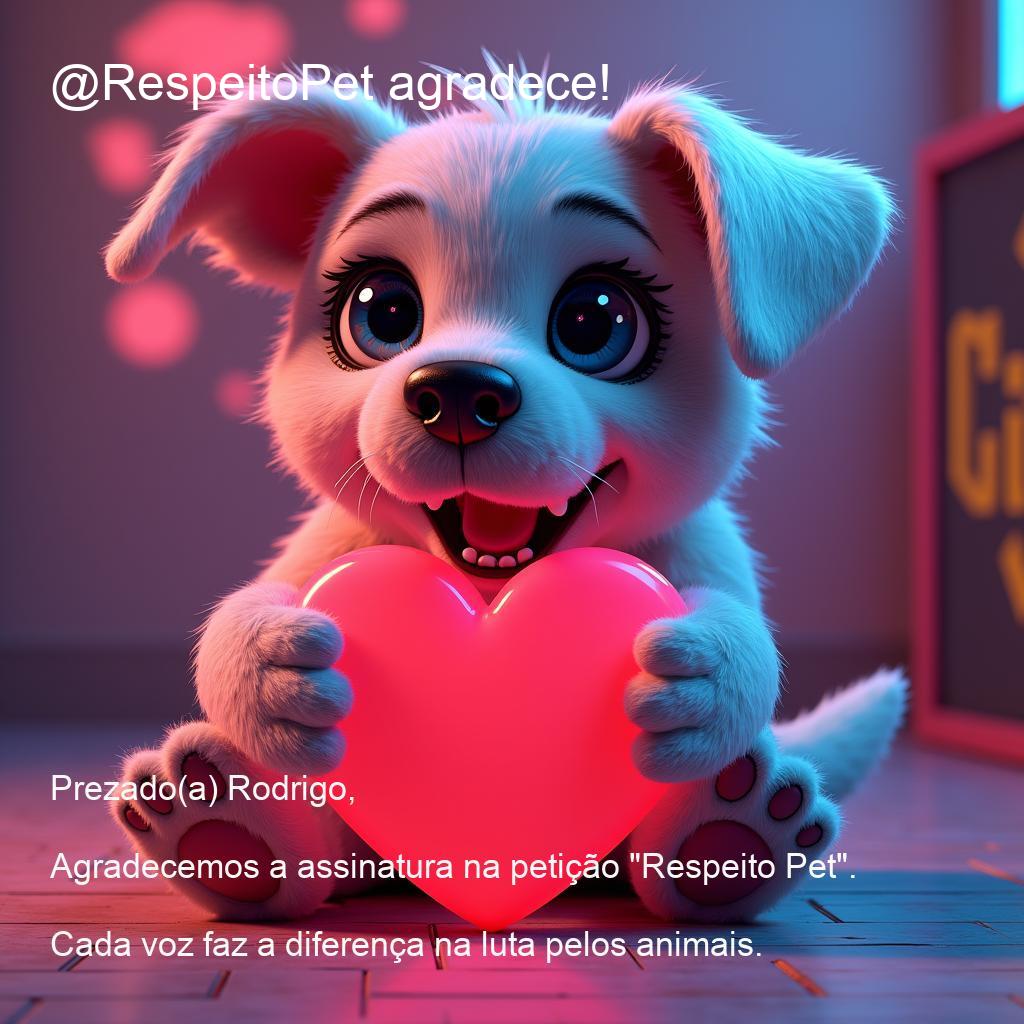 @RespeitoPet agradece!
Prezado(a) Rodrigo,
Agradecemos a assinatura na petição "Respeito Pet".
Cada voz faz a diferença na luta pelos animais.